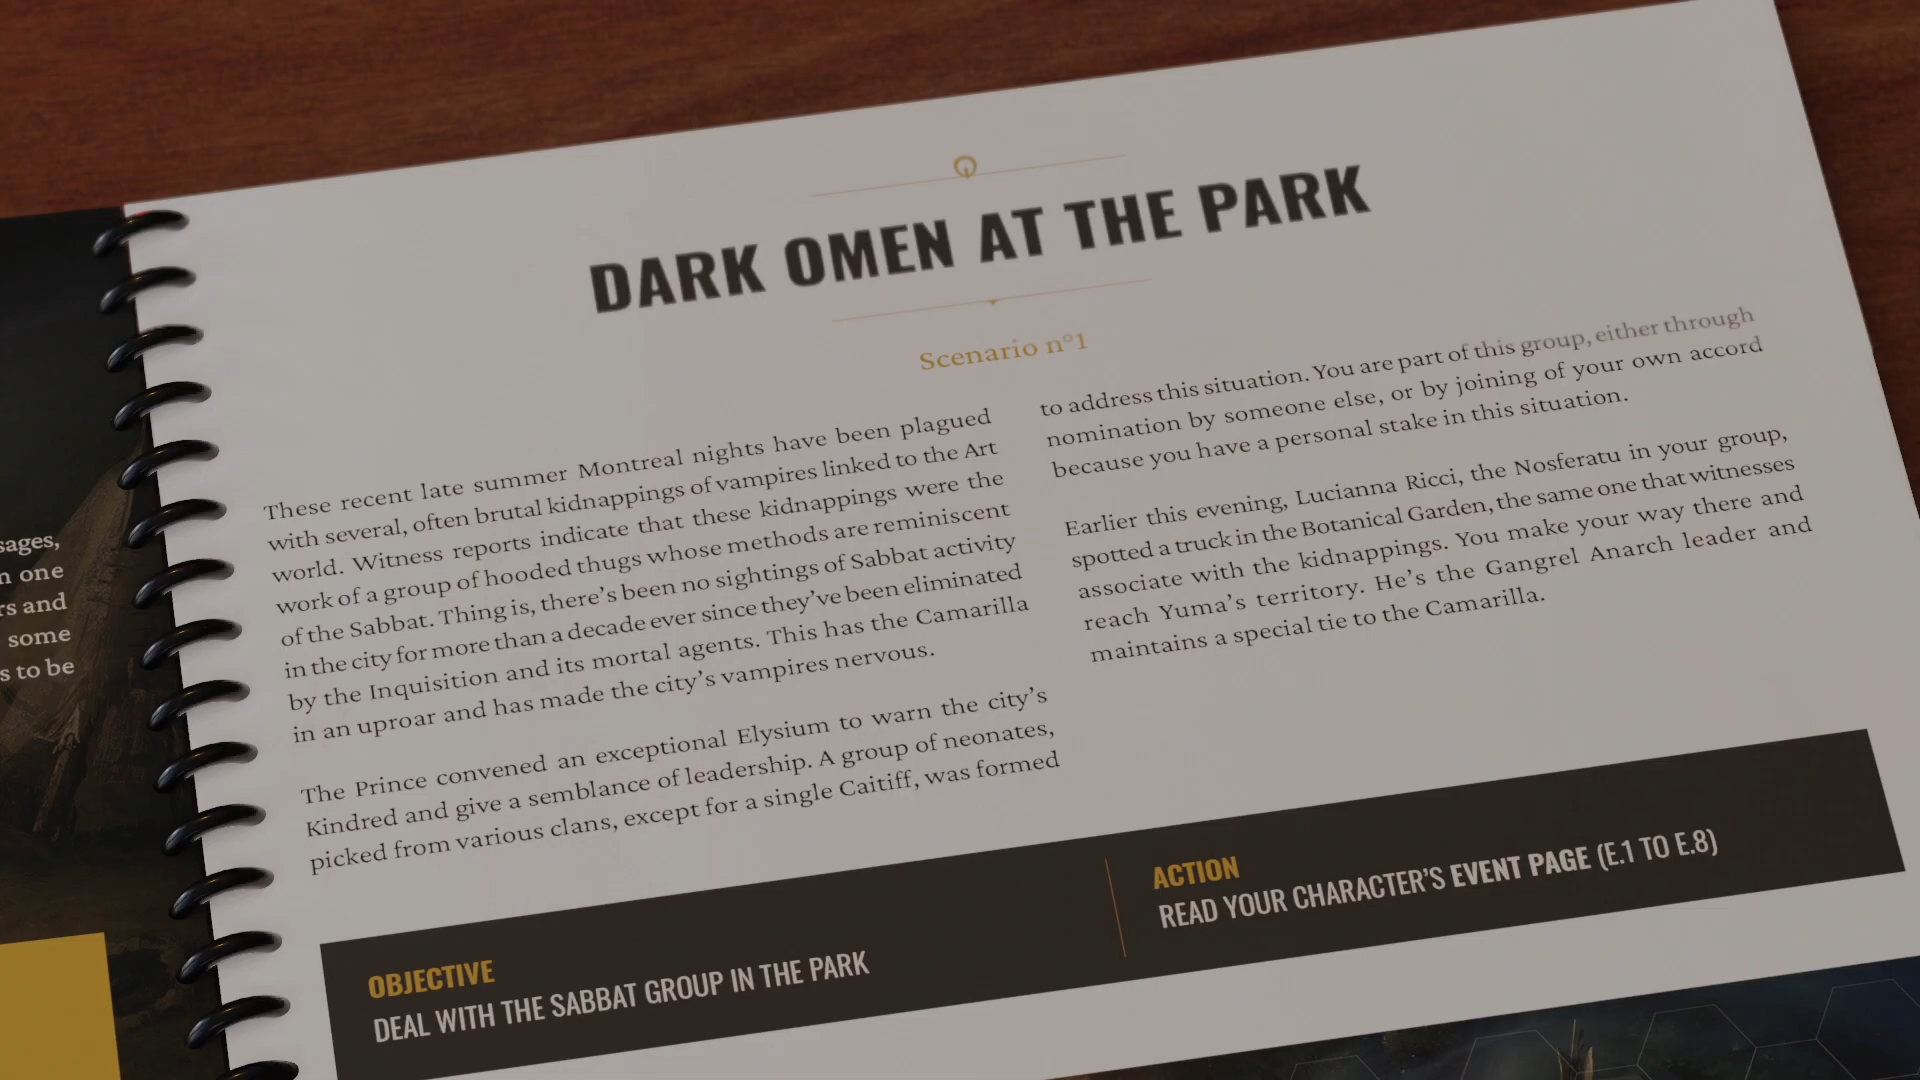 sages,
n one
rs and
some
s to be
DARK OMEN AT THE PARK
Scenario n°1
These recent late summer Montreal nights have been plagued
with several, often brutal kidnappings of vampires linked to the Art
world. Witness reports indicate that these kidnappings were the
work of a group of hooded thugs whose methods are reminiscent
of the Sabbat. Thing is, there's been no sightings of Sabbat activity
in the city for more than a decade ever since they've been eliminated
by the Inquisition and its mortal agents. This has the Camarilla
in an uproar and has made the city's vampires nervous.
The Prince convened an exceptional Elysium to warn the city's
Kindred and give a semblance of leadership. A group of neonates,
picked from various clans, except for a single Caitiff, was formed
to address this situation. You are part of this group, either through
nomination by someone else, or by joining of your own accord
because you have a personal stake in this situation.
Earlier this evening, Lucianna Ricci, the Nosferatu in your group,
spotted a truck in the Botanical Garden, the same one that witnesses
associate with the kidnappings. You make your way there and
reach Yuma's territory. He's the Gangrel Anarch leader and
maintains a special tie to the Camarilla.
OBJECTIVE
DEAL WITH THE SABBAT GROUP IN THE PARK
ACTION
READ YOUR CHARACTER'S EVENT PAGE (E.1 TO E.8)